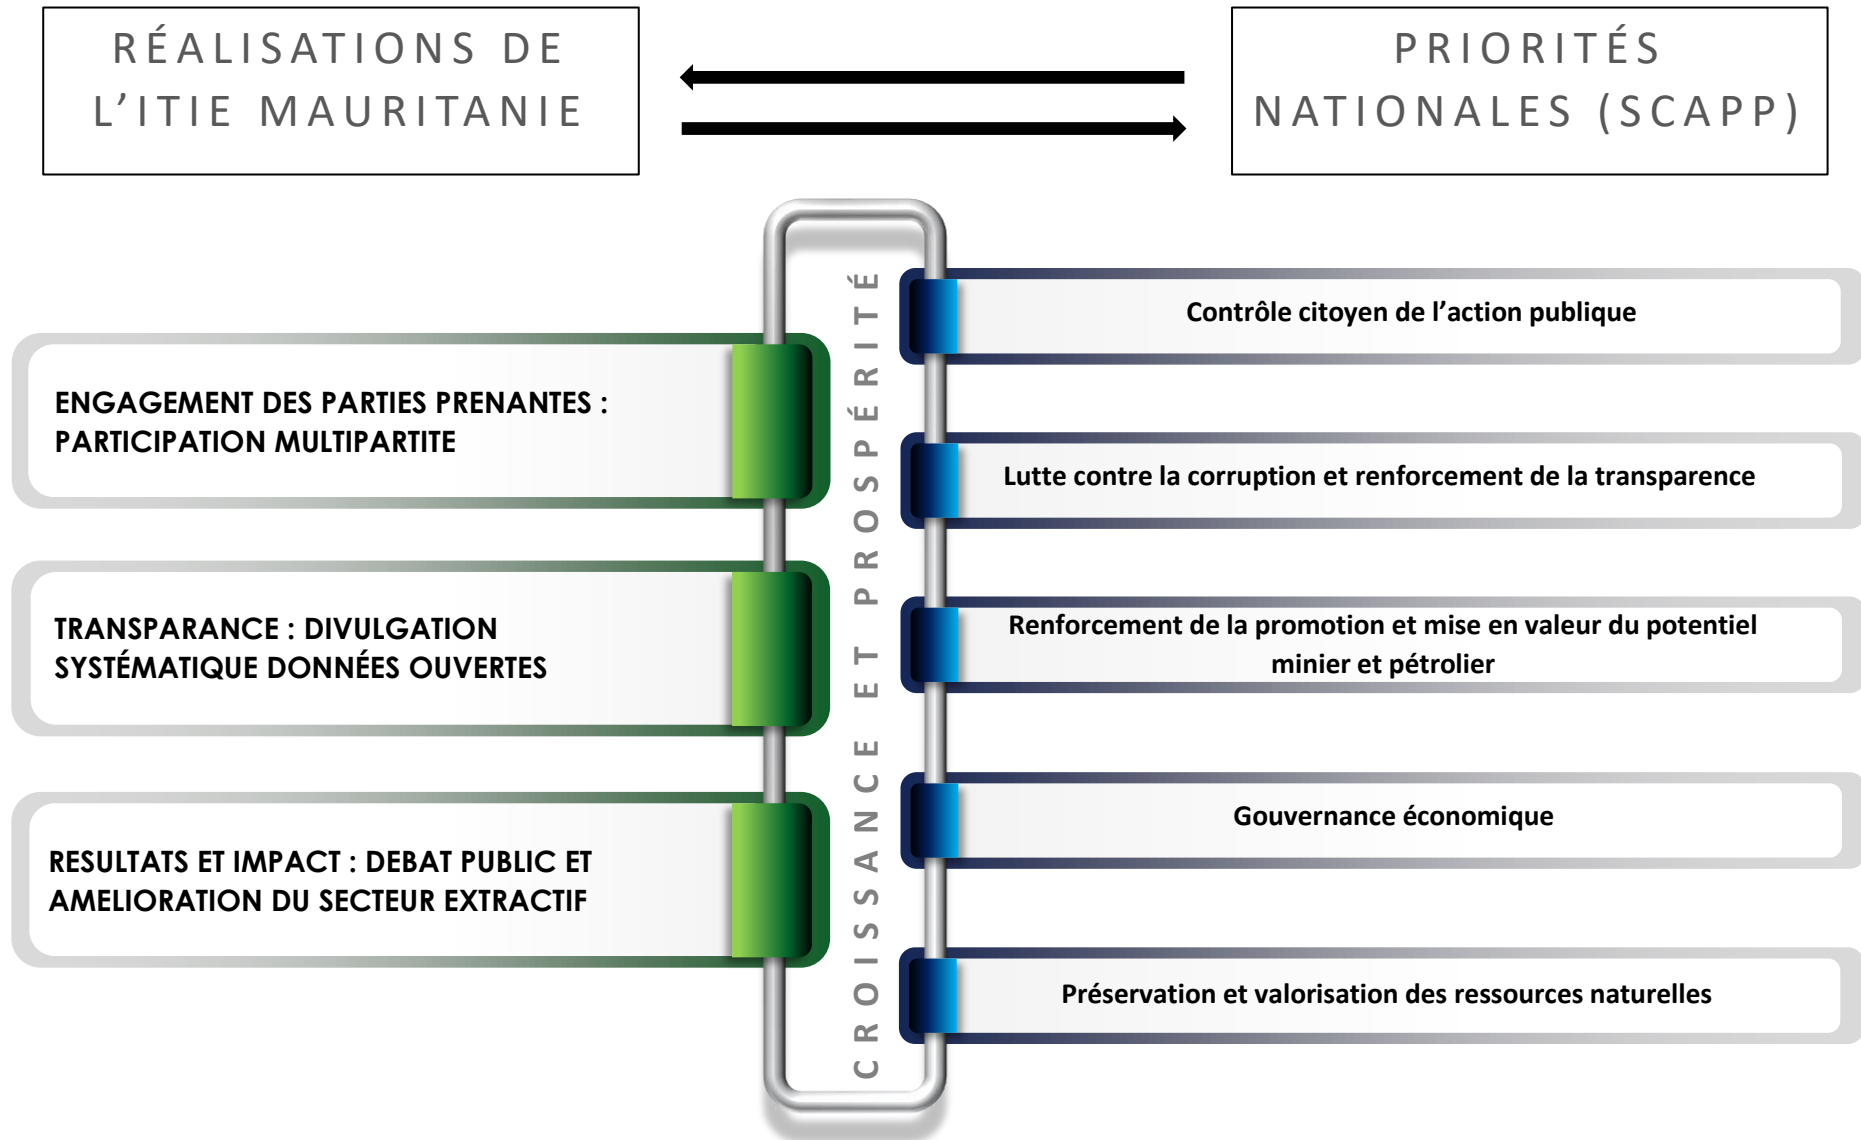 RÉALISATIONS DE
L’ITIE MAURITANIE
PRIORITÉS
NATIONALES (SCAPP)
ENGAGEMENT DES PARTIES PRENANTES :
PARTICIPATION MULTIPARTITE
TRANSPARANCE : DIVULGATION
SYSTÉMATIQUE DONNÉES OUVERTES
RESULTATS ET IMPACT : DEBAT PUBLIC ET
AMELIORATION DU SECTEUR EXTRACTIF
CROISSANCE ET PROSPÉRITÉ
Contrôle citoyen de l’action publique
Lutte contre la corruption et renforcement de la transparence
Renforcement de la promotion et mise en valeur du potentiel
minier et pétrolier
Gouvernance économique
Préservation et valorisation des ressources naturelles